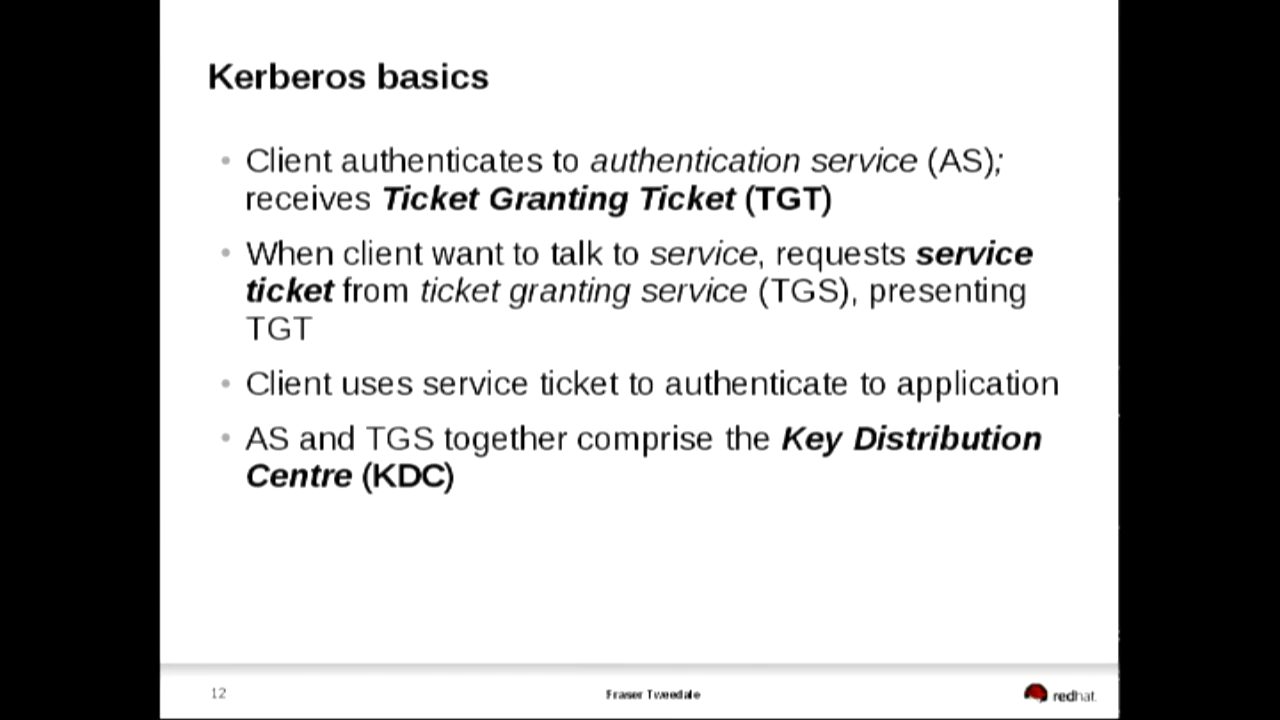 Kerberos basics
• Client authenticates to authentication service (AS);
receives Ticket Granting Ticket (TGT)
• When client want to talk to service, requests service
ticket from ticket granting service (TGS), presenting
TGT
• Client uses service ticket to authenticate to application
• AS and TGS together comprise the Key Distribution
Centre (KDC)
12
Fraser Tweedale
redhat.